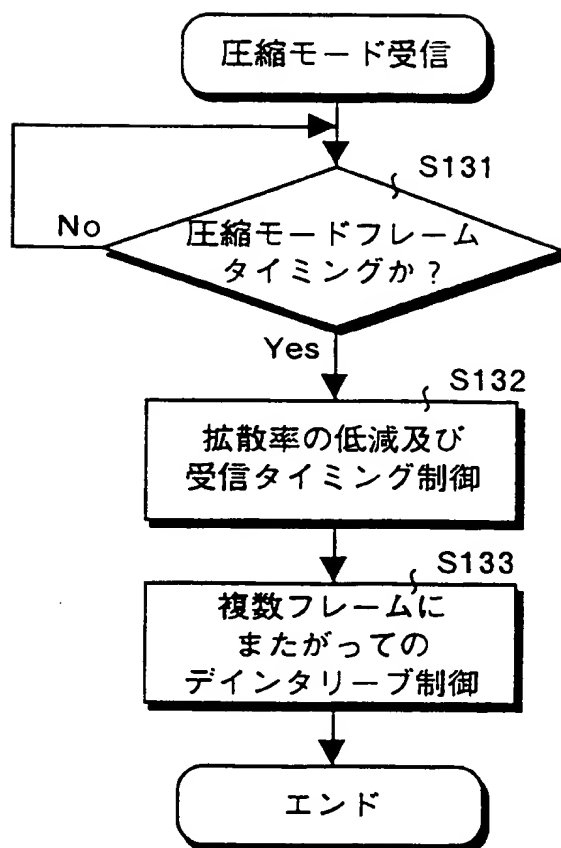 圧縮モード受信
S131
No
圧縮モードフレーム
タイミングか？
Yes
S132
拡散率の低減及び
受信タイミング制御
S133
複数フレームに
またがっての
デインタリーブ制御
エンド